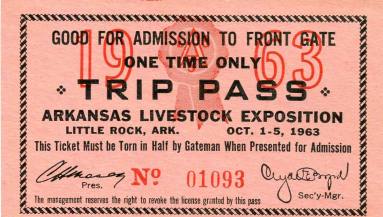 GOOD FOR ADMISSION TO FRONT GATE
1963
ONE TIME ONLY
TRIP PASS
ARKANSAS LIVESTOCK EXPOSITION
LITTLE ROCK, ARK. OCT. 1-5, 1963
This Ticket Must be Torn in Half by Gateman When Presented for Admission
Pres. No 01093 Sec'y-Mgr.
The management reserves the right to revoke the license granted by this pass